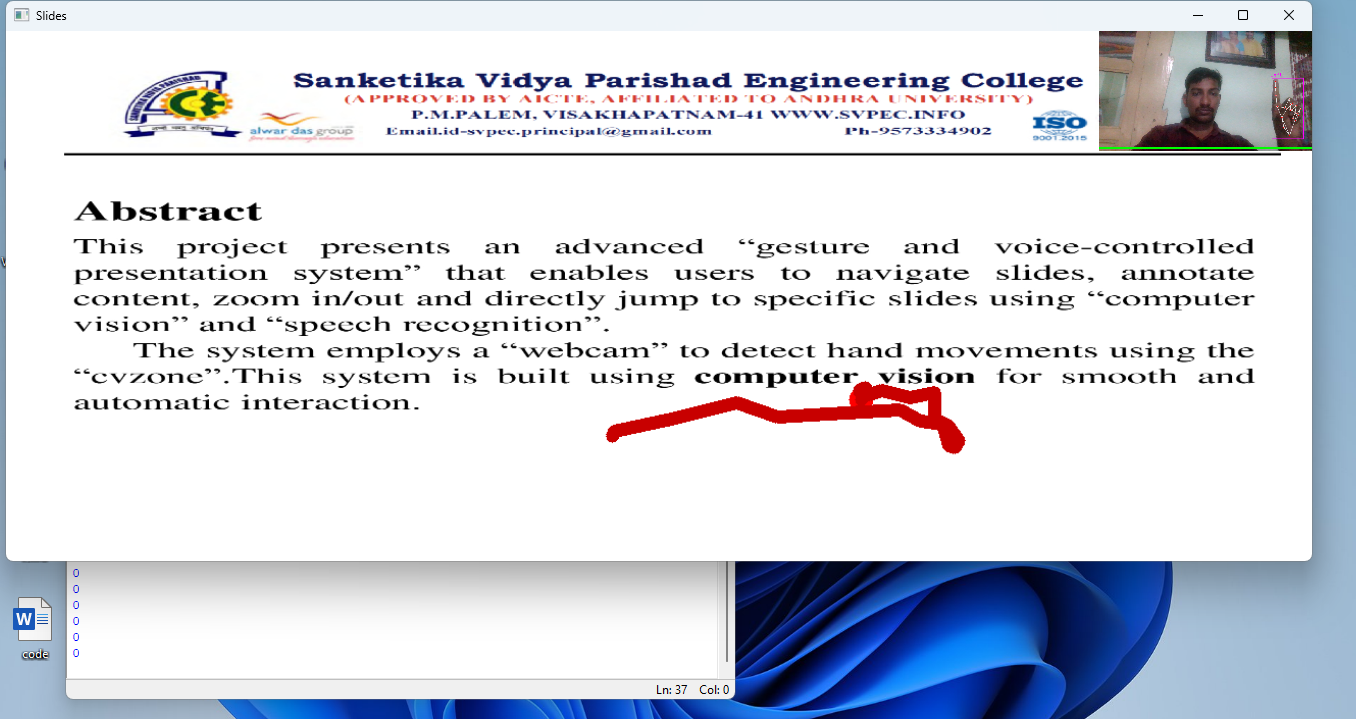 Slides
Sanketika Vidya Parishad Engineering College
(APPROVED BY AICTE, AFFILIATED TO ANDHRA UNIVERSITY)
P.M.PALEM, VISAKHAPATNAM-41 WWW.SVPEC.INFO
Email.id-svpec.principal@gmail.com Ph-9573334902
alwar das group
ISO
9001:2015
Abstract
This project presents an advanced “gesture and voice-controlled
presentation system” that enables users to navigate slides, annotate
content, zoom in/out and directly jump to specific slides using “computer
vision” and “speech recognition”.
The system employs a “webcam” to detect hand movements using the
“cvzone”.This system is built using computer vision for smooth and
automatic interaction.
0
0
0
0
0
0
Ln: 37 Col: 0
W
code